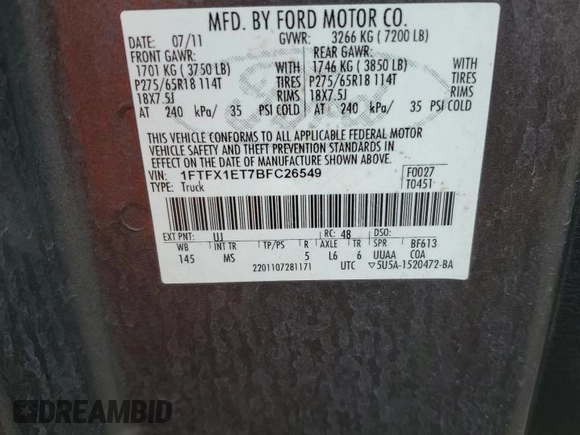 MFD. BY FORD MOTOR CO.
DATE: 07/11 GVWR: 3266 KG ( 7200 LB)
FRONT GAWR: REAR GAWR:
1701 KG ( 3750 LB) WITH 1746 KG ( 3850 LB) WITH
P275/65R18 114T TIRES P275/65R18 114T TIRES
18X7.5J RIMS 18X7.5J RIMS
AT 240 kPa/ 35 PSI COLD AT 240 kPa/ 35 PSI COLD
THIS VEHICLE CONFORMS TO ALL APPLICABLE FEDERAL MOTOR
VEHICLE SAFETY AND THEFT PREVENTION STANDARDS IN
EFFECT ON THE DATE OF MANUFACTURE SHOWN ABOVE.
VIN: 1FTFX1ET7BFC26549 F0027
TYPE: Truck T0451
EXT PNT: UJ RC: 48 DSO:
WB INT TR TP/PS R AXLE TR SPR BF613
145 MS 5 L6 6 UUAA COA
2201107281171 UTC ▽5U5A-1520472-BA
DREAMBID